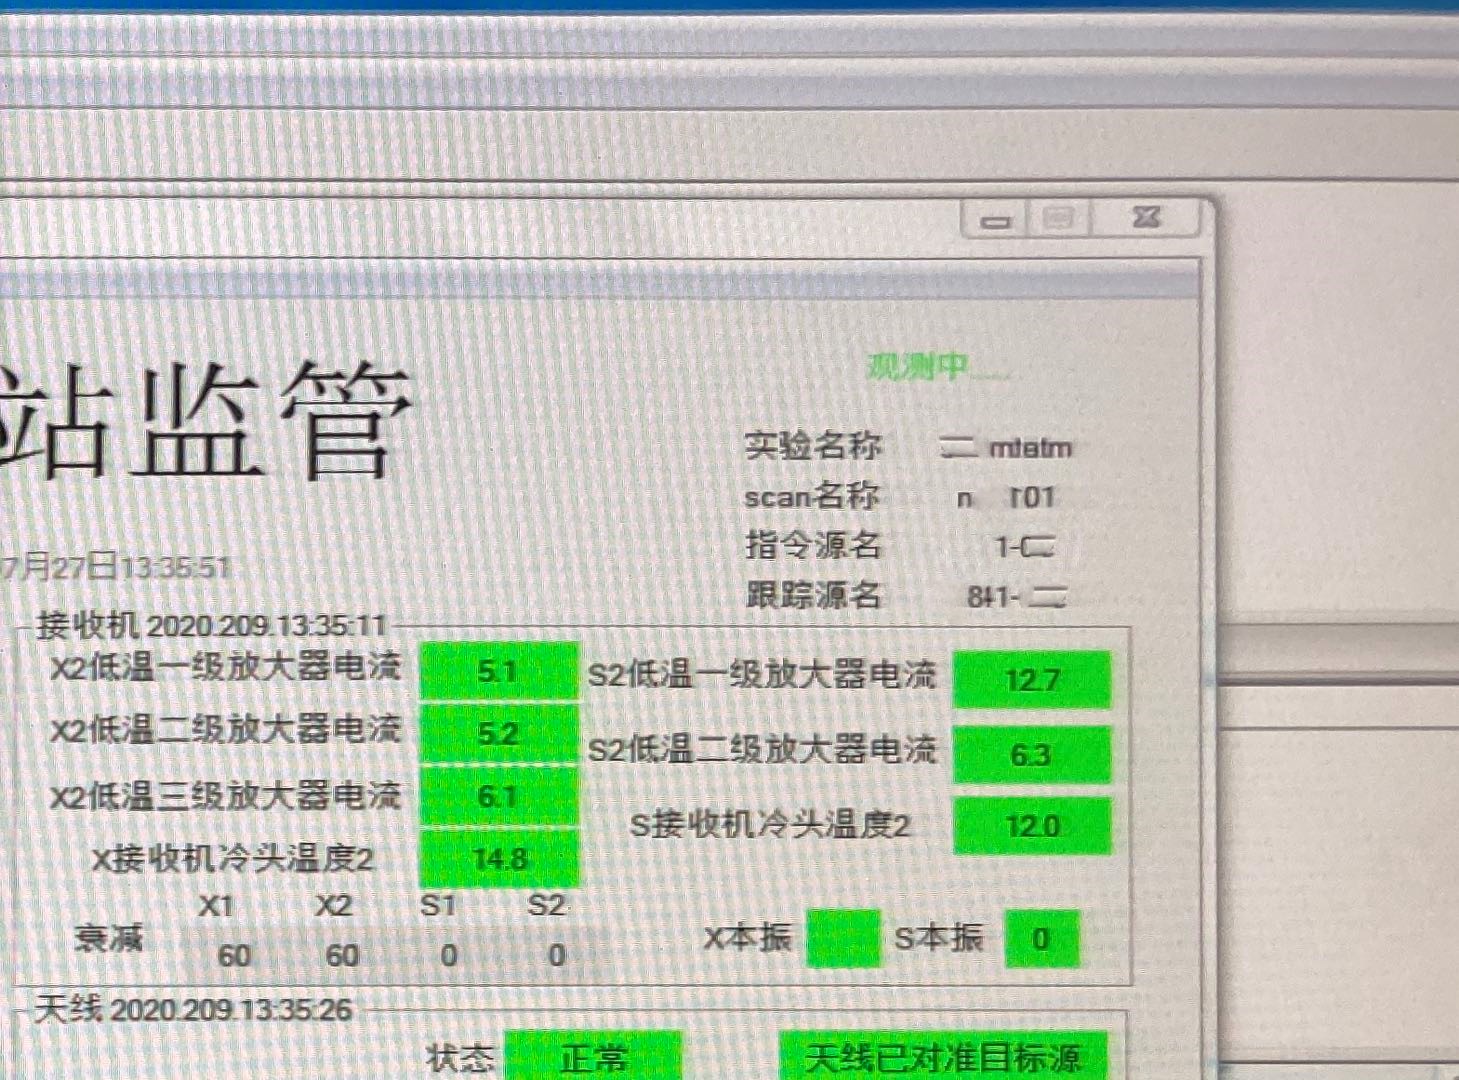 观测中......
站监管
实验名称
scan名称
指令源名
跟踪源名
7月27日13:35:51
接收机 2020.209.13:35:11
X2低温一级放大器电流 5.1 S2低温一级放大器电流 12.7
X2低温二级放大器电流 5.2 S2低温二级放大器电流 6.3
X2低温三级放大器电流 6.1 S接收机冷头温度2 12.0
X接收机冷头温度2 14.8
X1 X2 S1 S2
衰减 60 60 0 0 X本振 S本振 0
天线 2020.209.13:35:26
状态 正常 天线已对准目标源